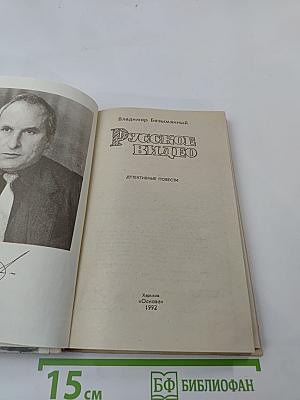 Владимир Безымянный
РУССКОЕ
ВИДЕО
ДЕТЕКТИВНЫЕ ПОВЕСТИ
Харьков
«Основа»
1992
15 см
БФ БИБЛИОФАН